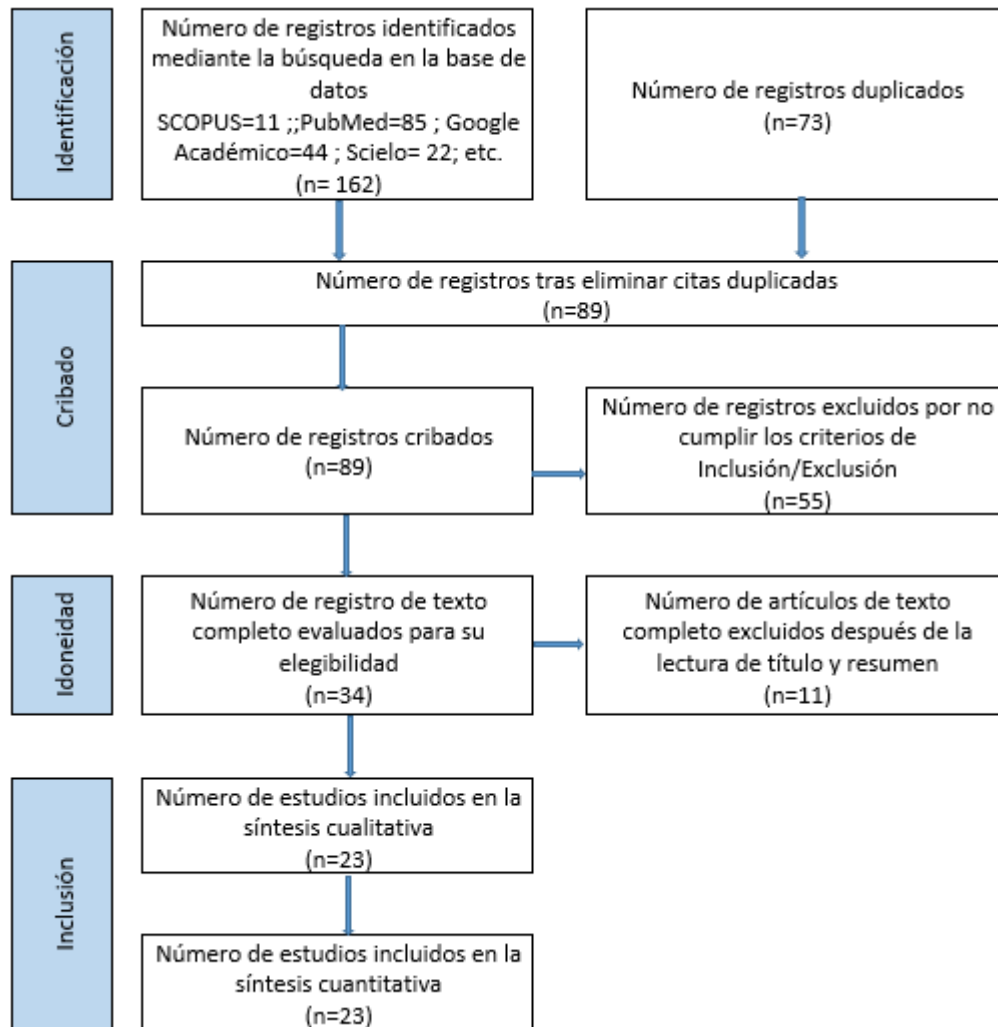 Identificación
Número de registros identificados
mediante la búsqueda en la base de
datos
SCOPUS=11 ;;PubMed=85 ; Google
Académico=44 ; Scielo= 22; etc.
(n= 162)
Número de registros duplicados
(n=73)
Cribado
Número de registros tras eliminar citas duplicadas
(n=89)
Número de registros cribados
(n=89)
Número de registros excluidos por no
cumplir los criterios de
Inclusión/Exclusión
(n=55)
Idoneidad
Número de registro de texto
completo evaluados para su
elegibilidad
(n=34)
Número de artículos de texto
completo excluidos después de la
lectura de título y resumen
(n=11)
Inclusión
Número de estudios incluidos en la
síntesis cualitativa
(n=23)
Número de estudios incluidos en la
síntesis cuantitativa
(n=23)